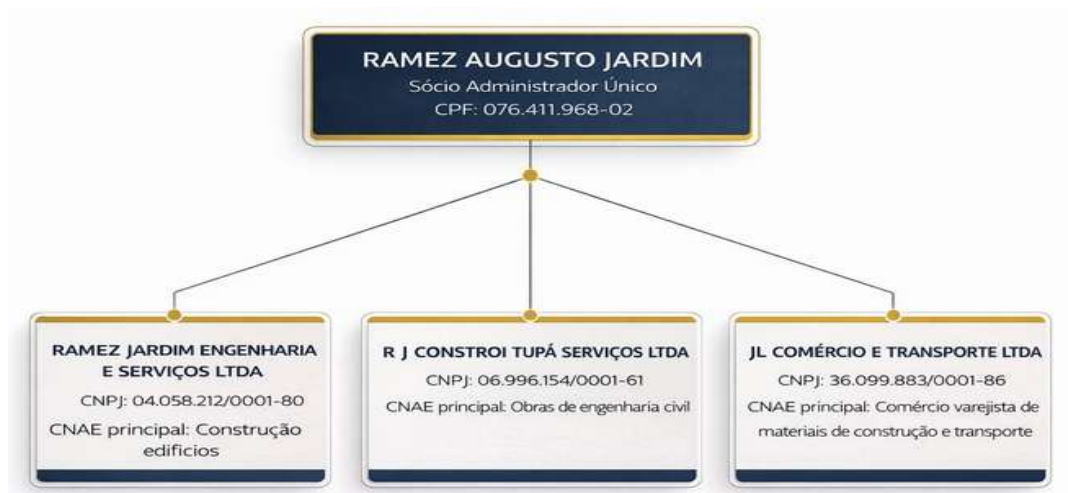 RAMEZ AUGUSTO JARDIM
Sócio Administrador Único
CPF: 076.411.968-02
RAMEZ JARDIM ENGENHARIA
E SERVIÇOS LTDA
CNPJ: 04.058.212/0001-80
CNAE principal: Construção
edificios
R J CONSTROI TUPÁ SERVIÇOS LTDA
CNPJ: 06.996.154/0001-61
CNAE principal: Obras de engenharia civil
JL COMÉRCIO E TRANSPORTE LTDA
CNPJ: 36.099.883/0001-86
CNAE principal: Comércio varejista de
materiais de construção e transporte